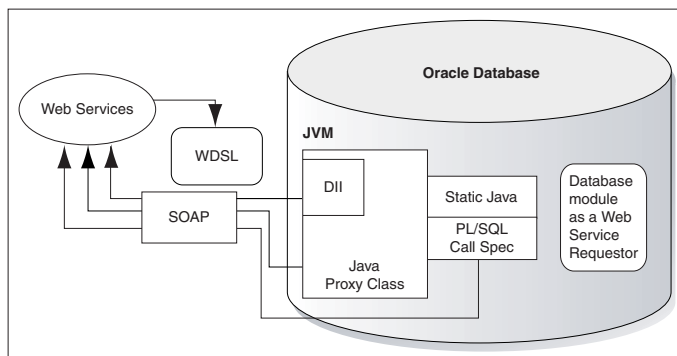 Oracle Database
Web Services
WDSL
SOAP
JVM
DII
Java
Proxy Class
Static Java
PL/SQL
Call Spec
Database
module
as a Web
Service
Requestor